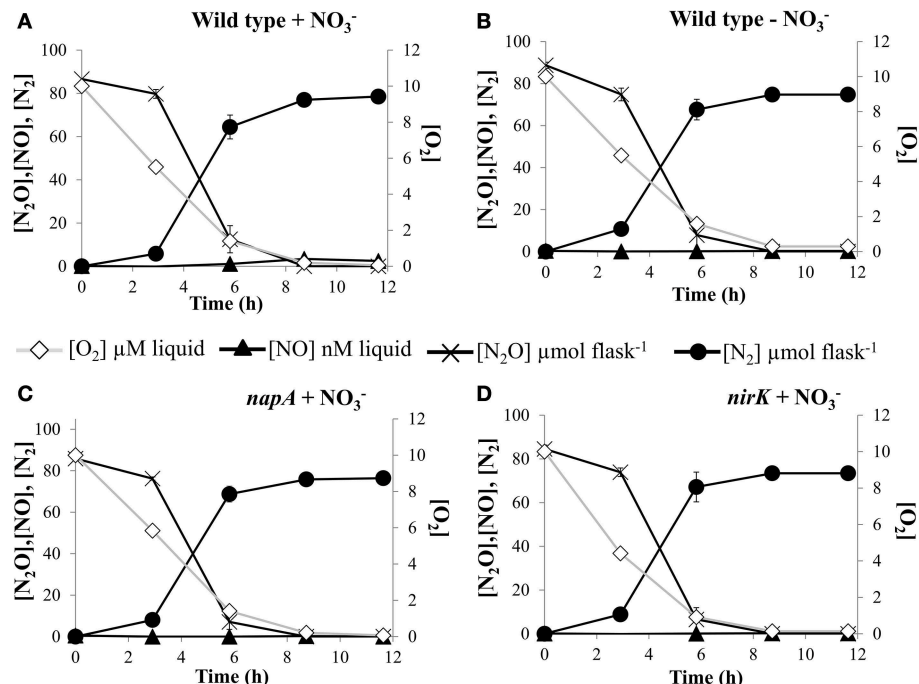 A
Wild type + NO₃⁻
[N₂O],[NO], [N₂]
100
80
60
40
20
0
12
10
8
6
4
2
0
[O₂]
0 2 4 6 8 10 12
Time (h)
B
Wild type - NO₃⁻
[N₂O],[NO], [N₂]
100
80
60
40
20
0
12
10
8
6
4
2
0
[O₂]
0 2 4 6 8 10 12
Time (h)
[O₂] µM liquid [NO] nM liquid [N₂O] µmol flask⁻¹ [N₂] µmol flask⁻¹
C
napA + NO₃⁻
[N₂O],[NO], [N₂]
100
80
60
40
20
0
12
10
8
6
4
2
0
[O₂]
0 2 4 6 8 10 12
Time (h)
D
nirK + NO₃⁻
[N₂O],[NO], [N₂]
100
80
60
40
20
0
12
10
8
6
4
2
0
[O₂]
0 2 4 6 8 10 12
Time (h)